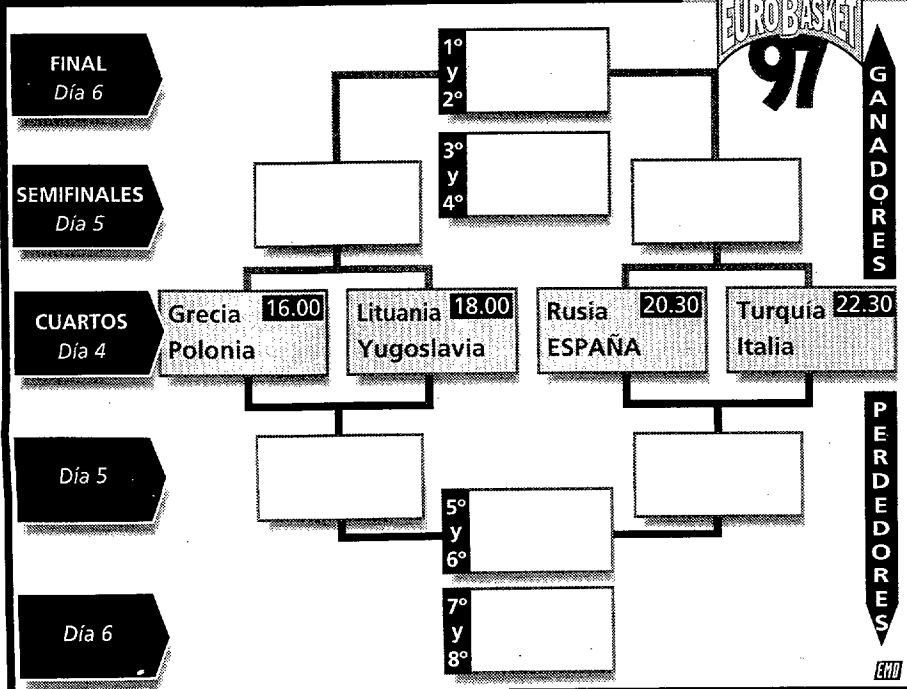 EUROBASKET
97
FINAL
Día 6
1º
y
2º
GANADORES
3º
y
4º
SEMIFINALES
Día 5
CUARTOS
Día 4
Grecia 16.00
Polonia
Lituania 18.00
Yugoslavia
Rusia 20.30
ESPAÑA
Turquía 22.30
Italia
PERDEDORES
Día 5
5º
y
6º
Día 6
7º
y
8º
EMD